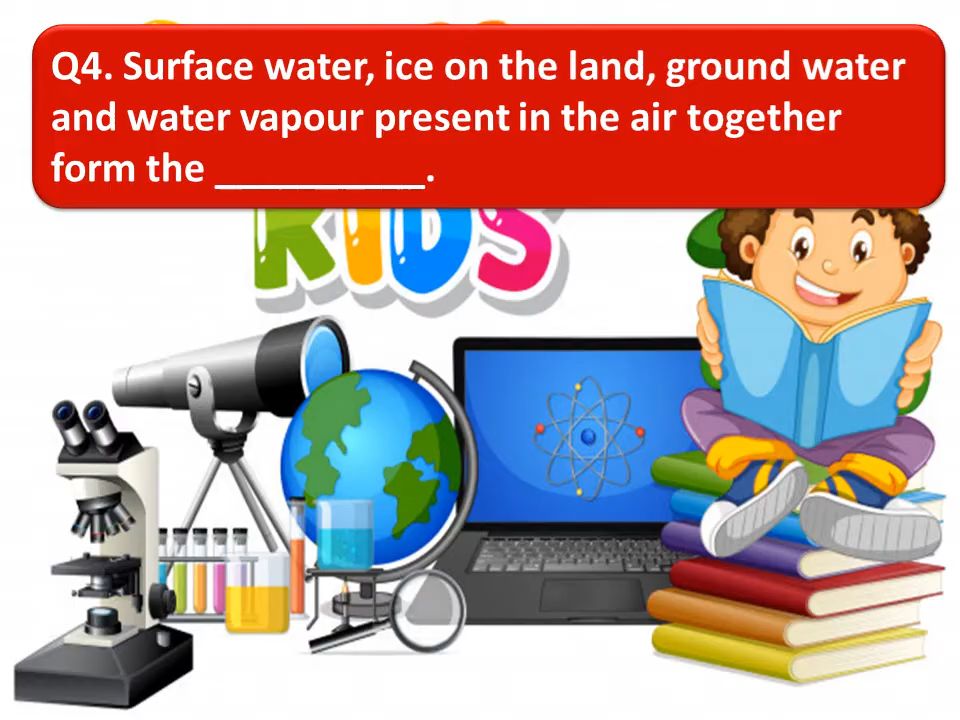 Q4. Surface water, ice on the land, ground water
and water vapour present in the air together
form the __________.
KIDS